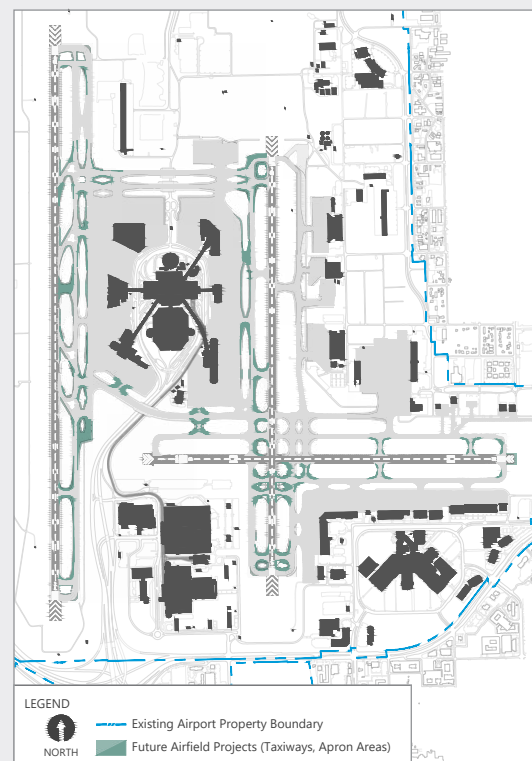 LEGEND
NORTH
Existing Airport Property Boundary
Future Airfield Projects (Taxiways, Apron Areas)